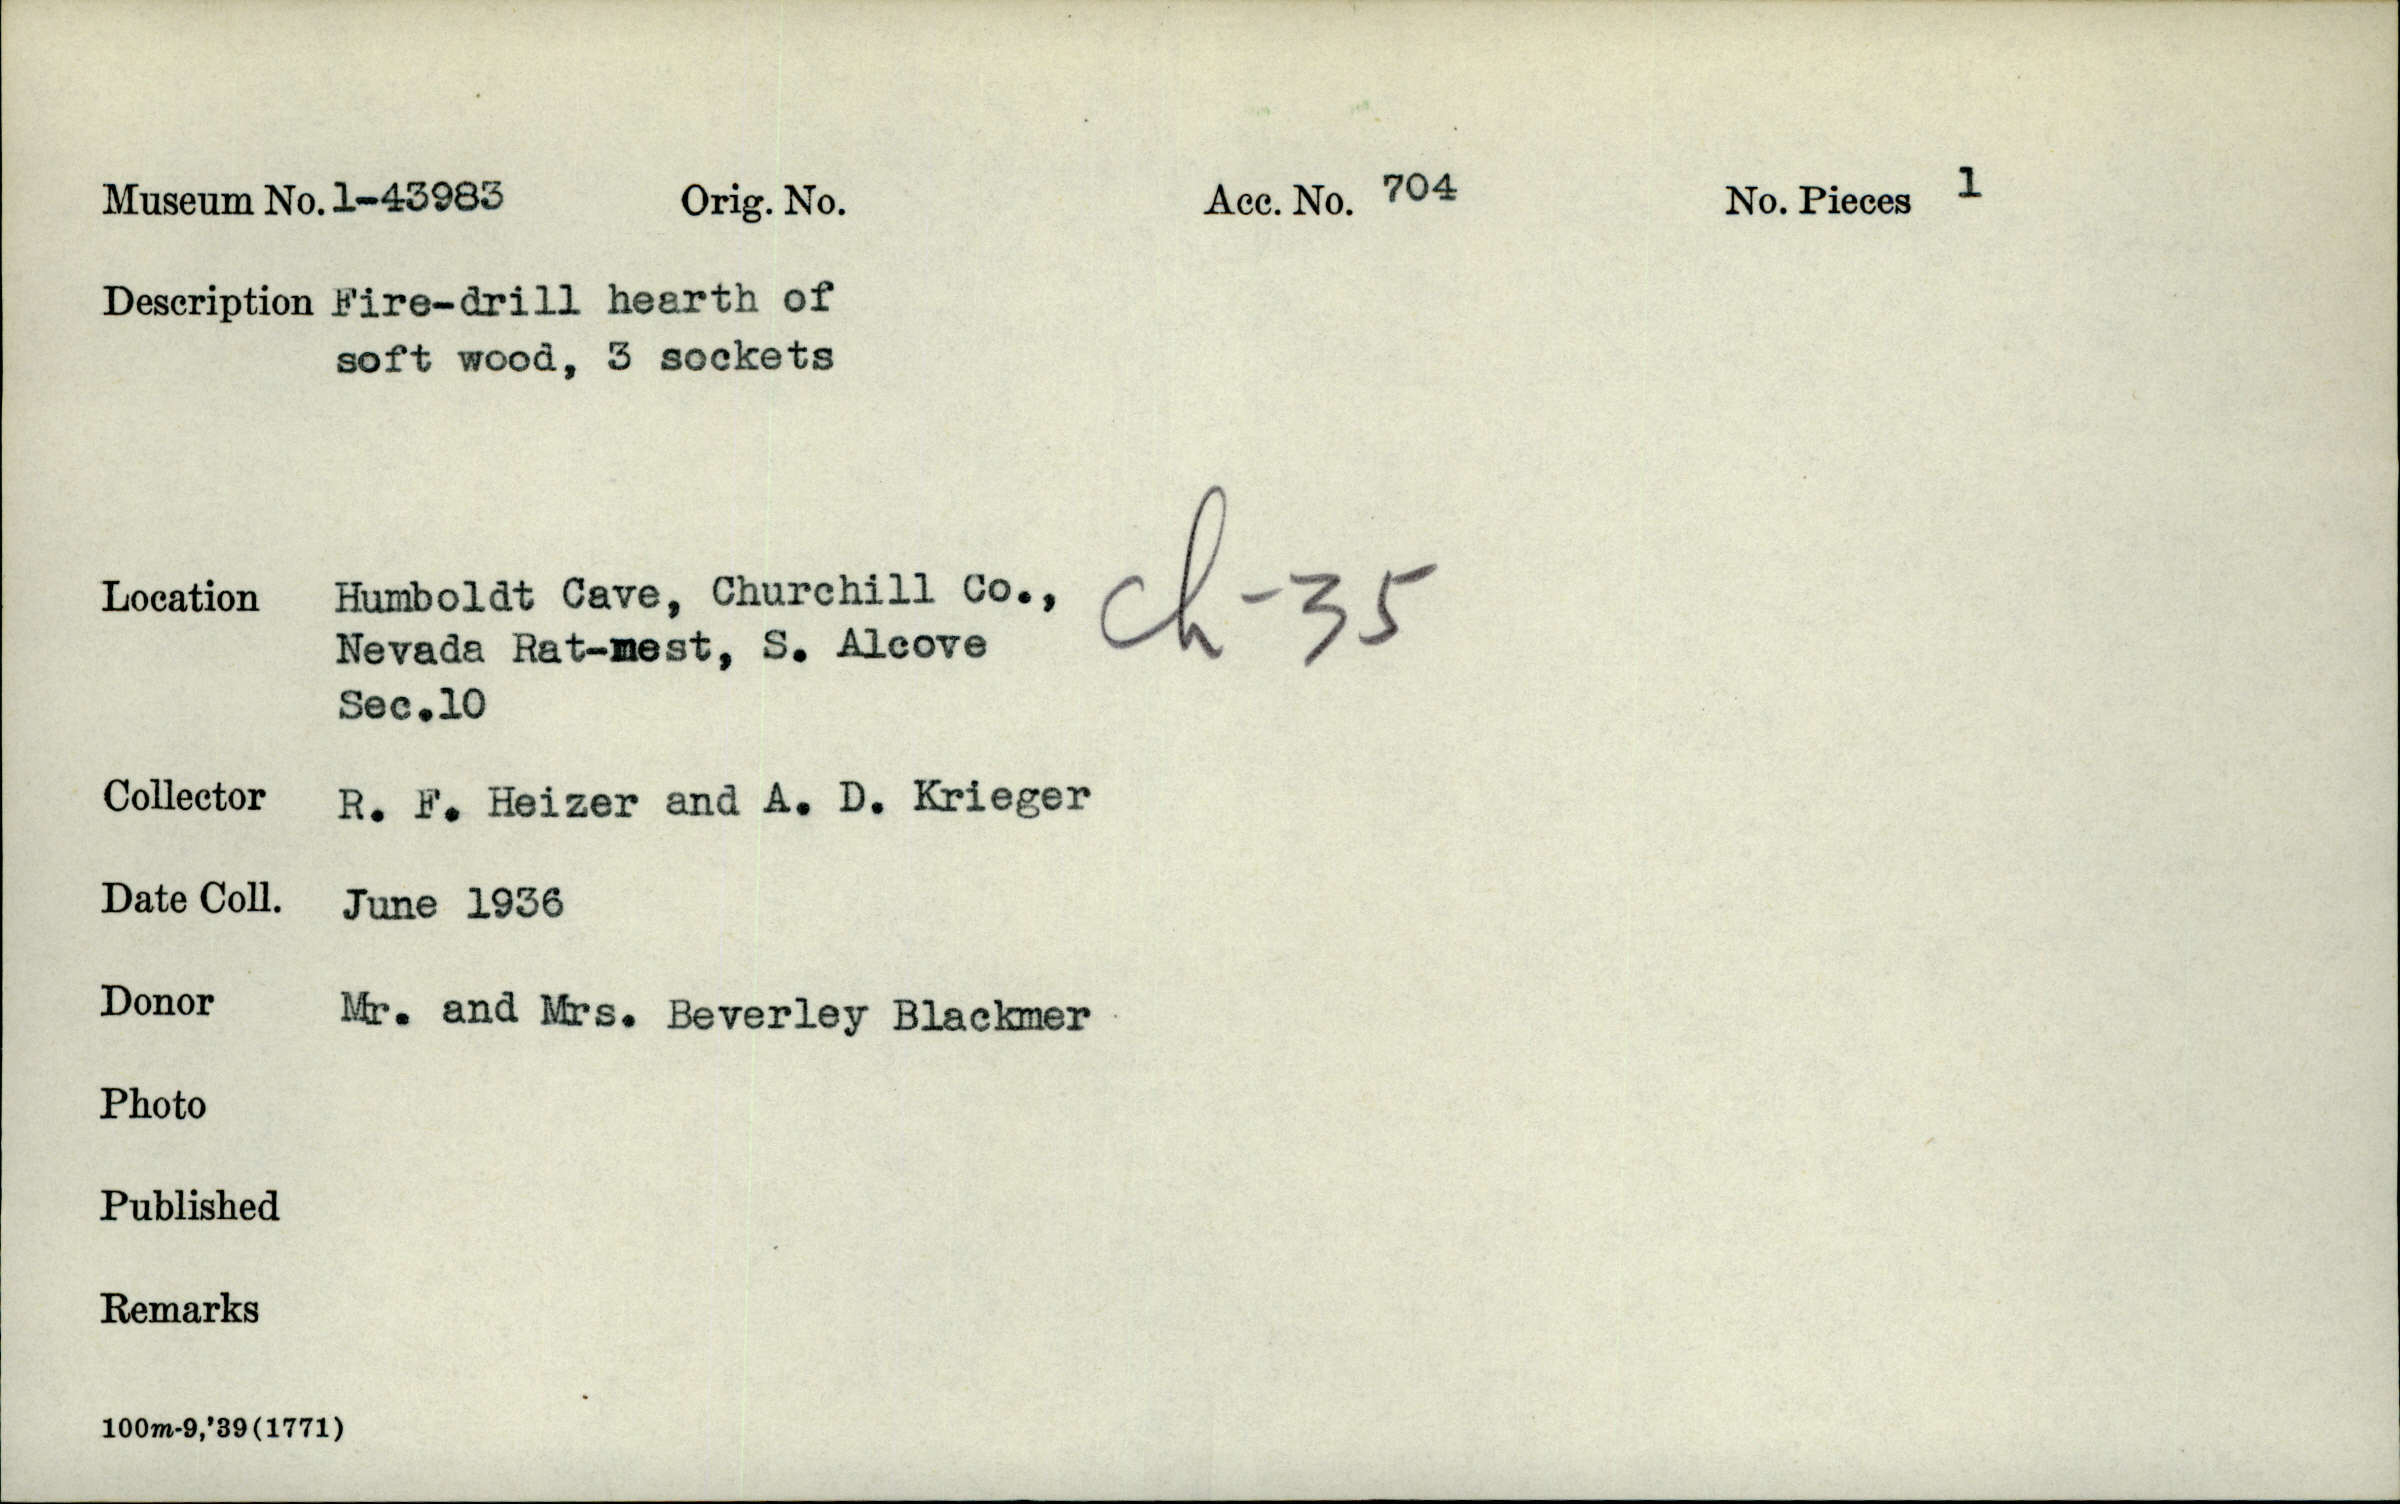 Museum No. 1-43983 Orig. No. Acc. No. 704 No. Pieces 1
Description Fire-drill hearth of
soft wood, 3 sockets
Location Humboldt Cave, Churchill Co.,
Nevada Rat-nest, S. Alcove
Sec.10
Ch-35
Collector R. F. Heizer and A. D. Krieger
Date Coll. June 1936
Donor Mr. and Mrs. Beverley Blackmer
Photo
Published
Remarks
100m-9,'39(1771)